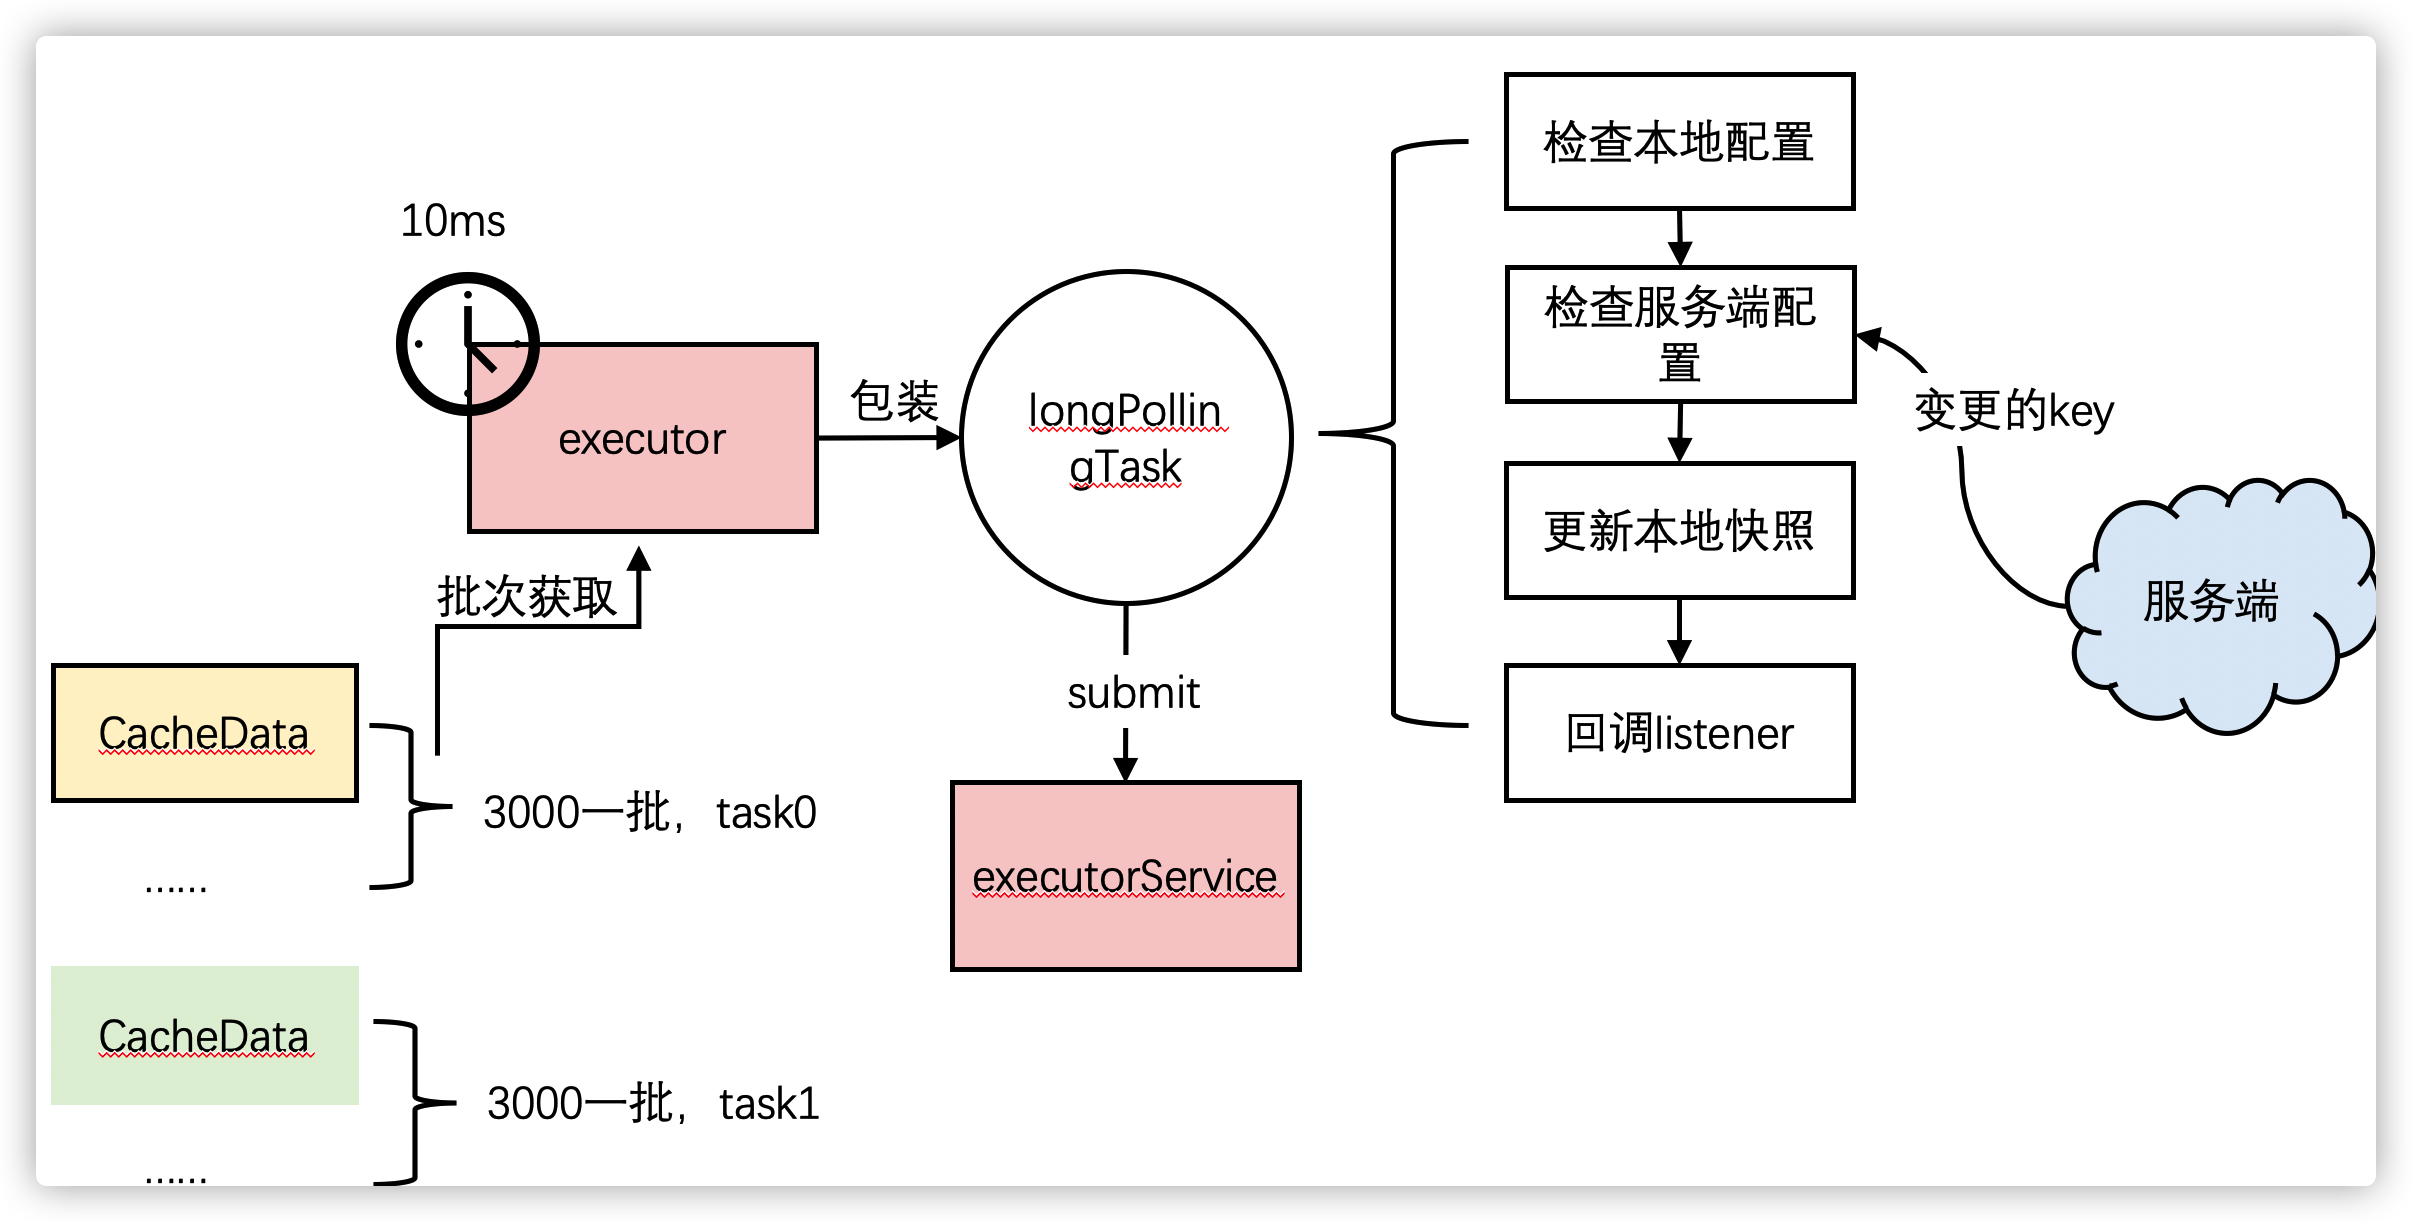 10ms
executor
包装
longPollin
gTask
批次获取
submit
executorService
CacheData
......
3000一批，task0
CacheData
......
3000一批，task1
检查本地配置
检查服务端配
置
更新本地快照
回调listener
变更的key
服务端